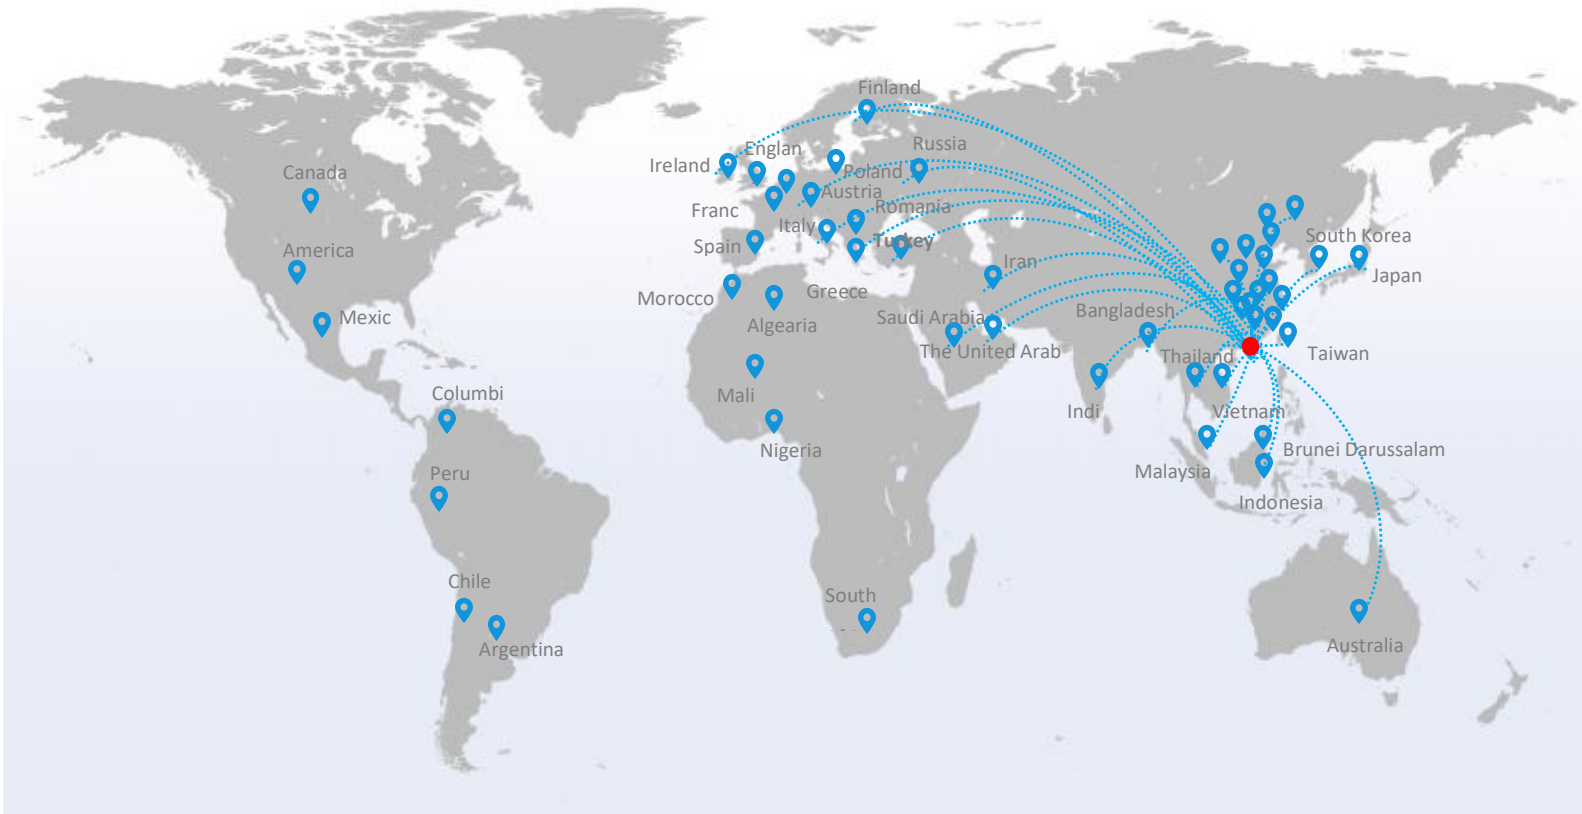 Finland
Englan
Russia
Ireland
Poland
Canada
Austria
Franc
Romania
Italy
South Korea
Spain
Turkey
America
Iran
Japan
Morocco
Greece
Mexic
Algearia
Saudi Arabia
Bangladesh
The United Arab
Thailand
Taiwan
Columbi
Mali
Indi
Vietnam
Nigeria
Brunei Darussalam
Peru
Malaysia
Indonesia
Chile
South
Argentina
Australia